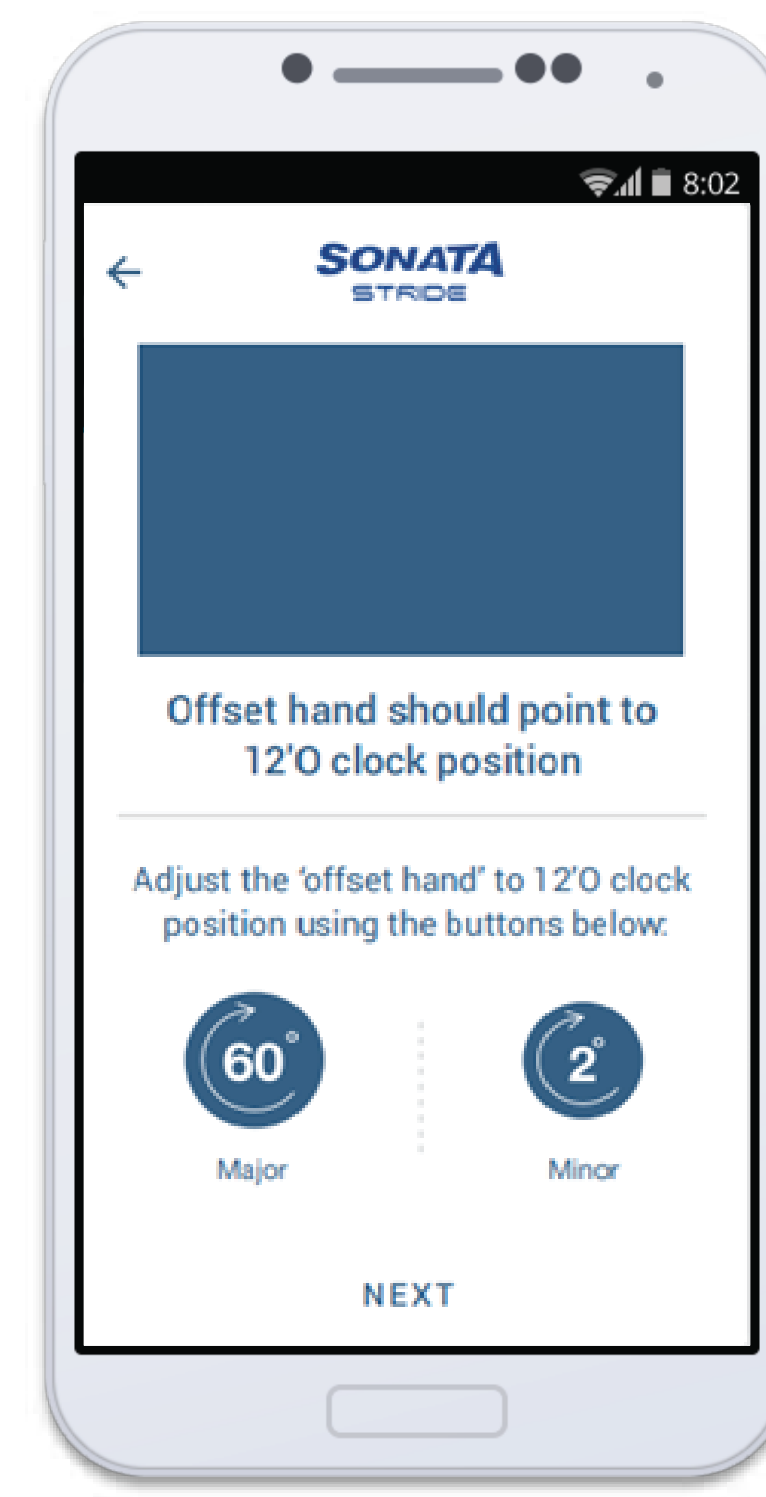 8:02
SONATA
STRIDE
Offset hand should point to
12'O clock position
Adjust the ‘offset hand’ to 12'O clock
position using the buttons below:
60° 2°
Major Minor
NEXT